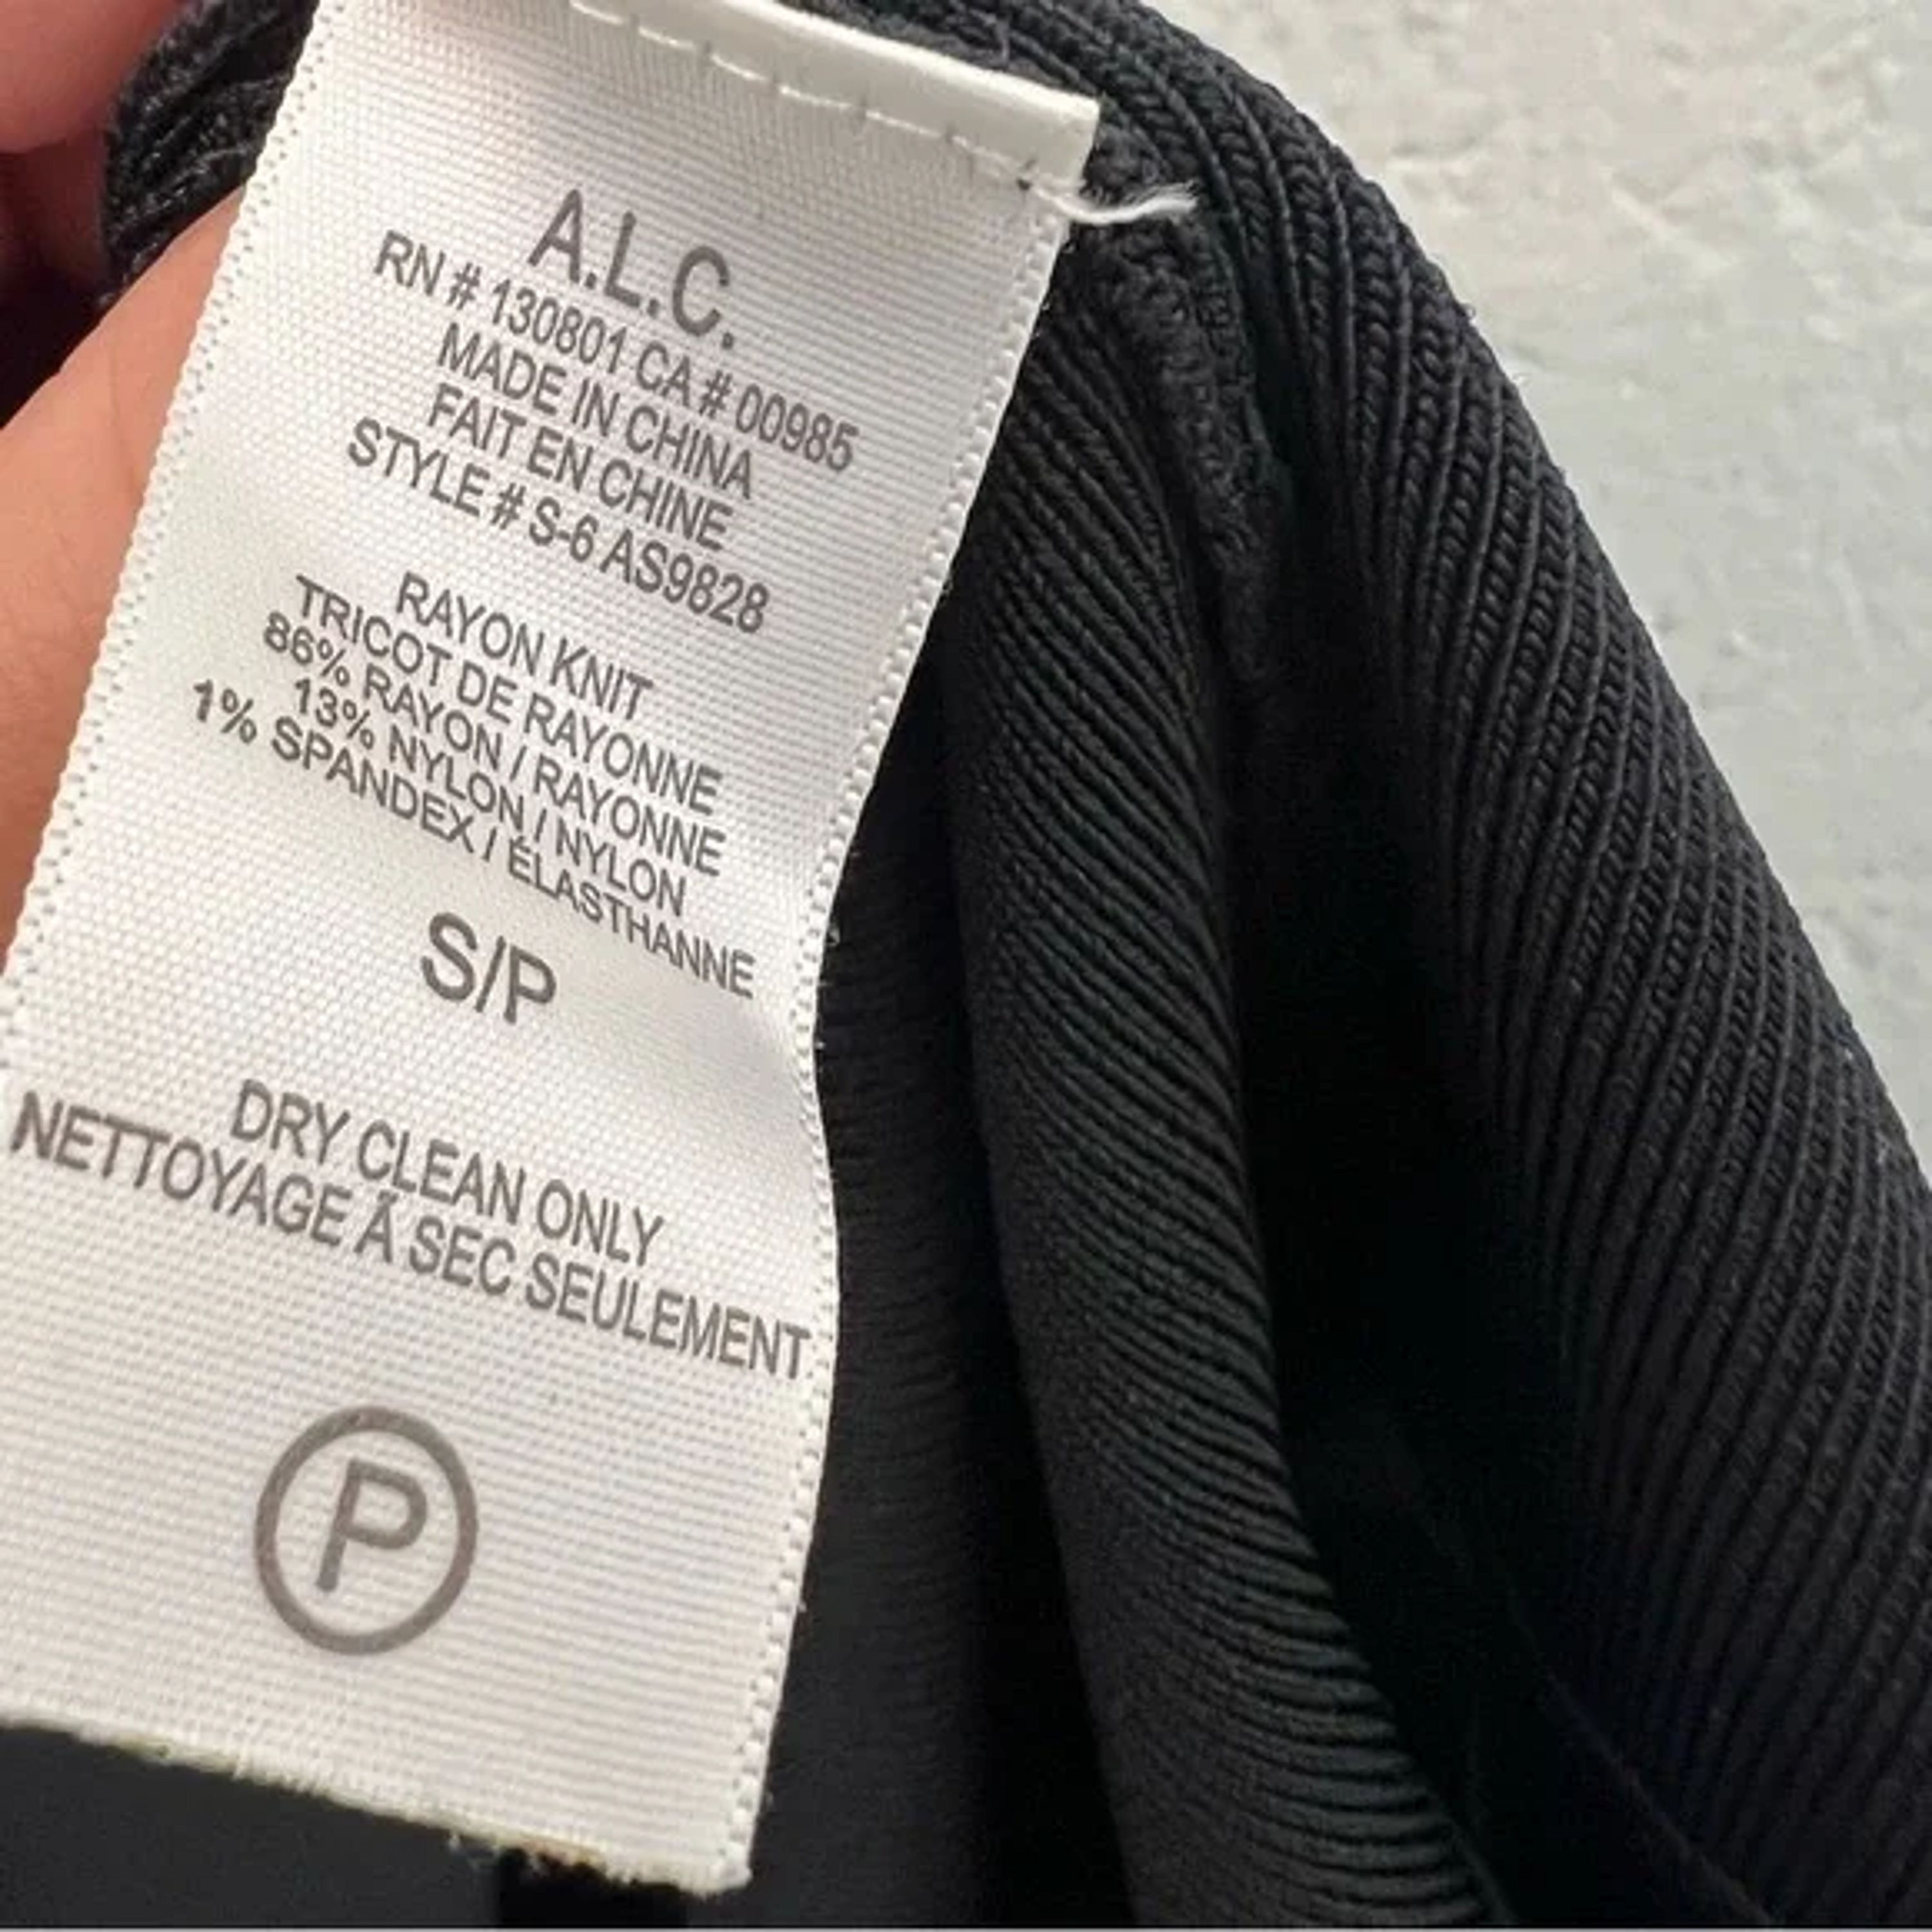 A.L.C.
RN # 130801 CA # 00985
MADE IN CHINA
FAIT EN CHINE
STYLE # S-6 AS9828
RAYON KNIT
TRICOT DE RAYONNE
86% RAYON / RAYONNE
13% NYLON / NYLON
1% SPANDEX / ÉLASTHANNE
S/P
DRY CLEAN ONLY
NETTOYAGE Ã SEC SEULEMENT
P